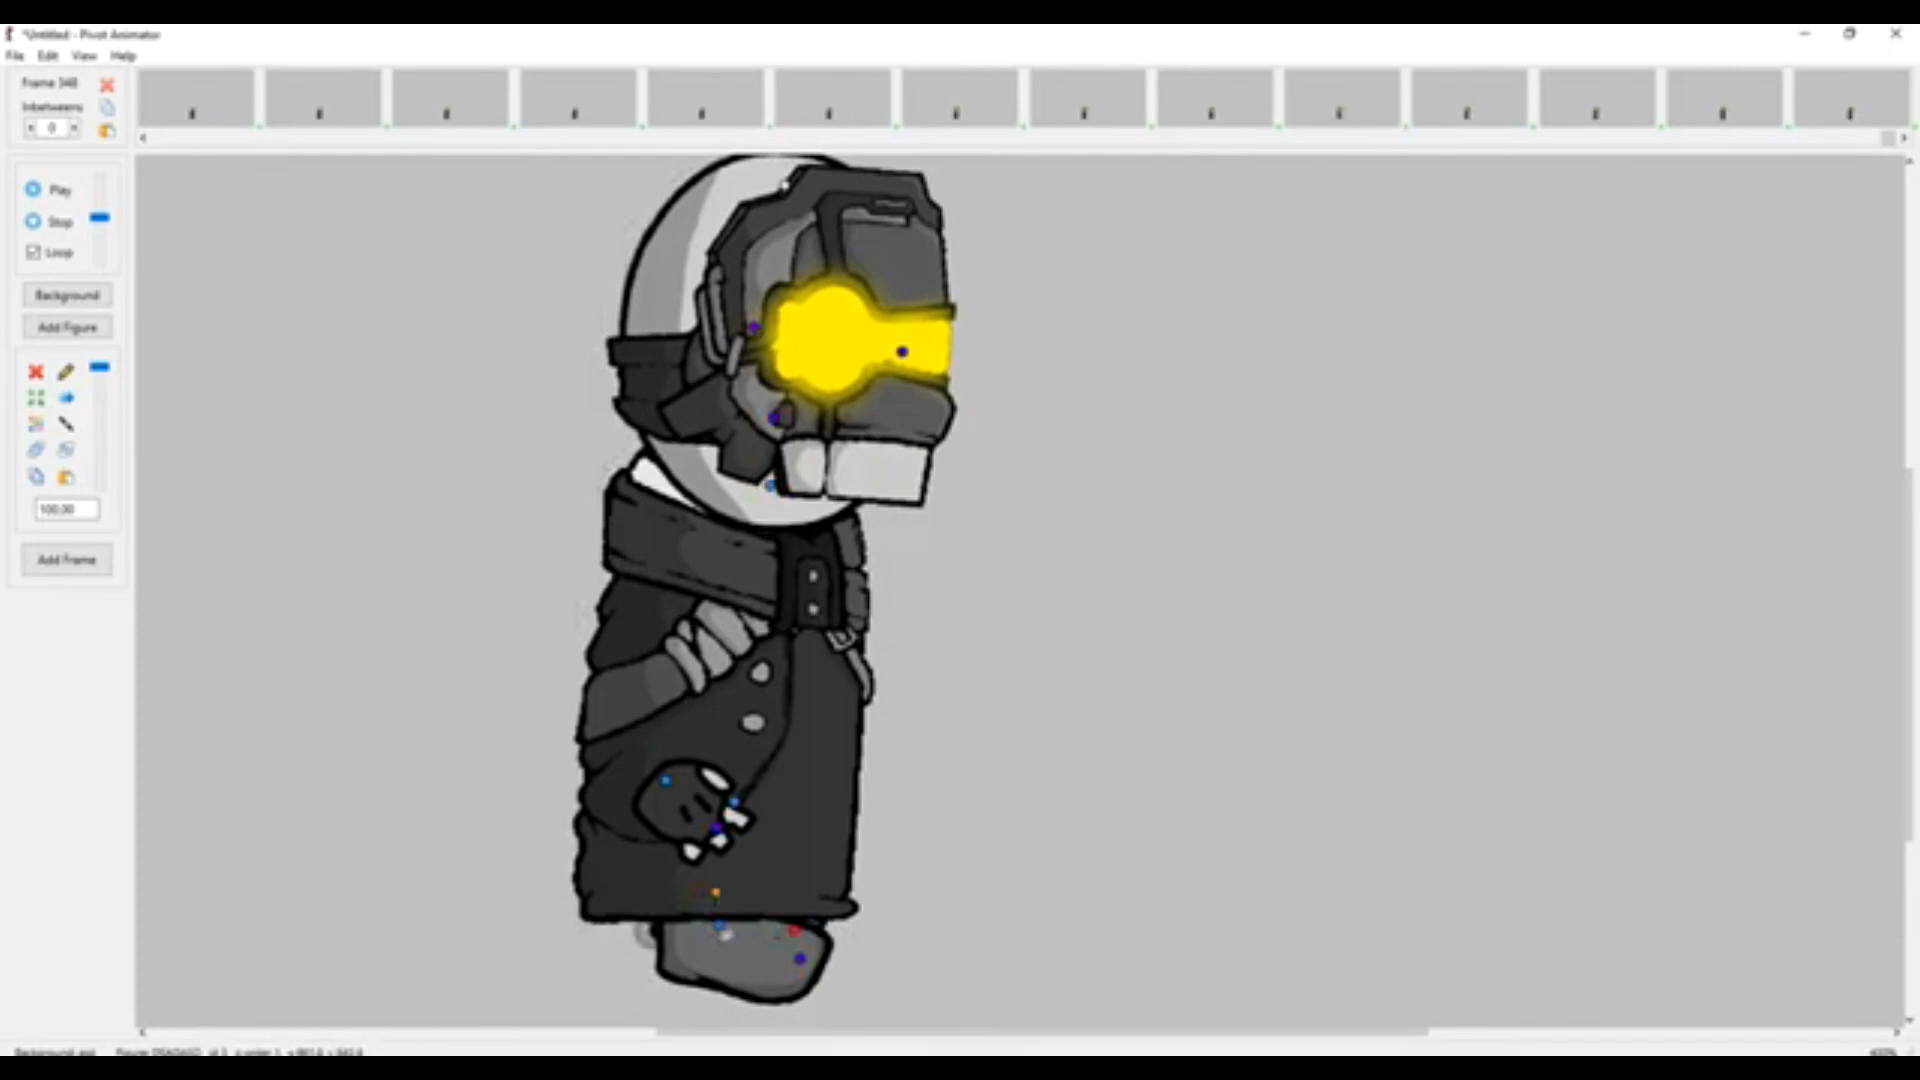 *Untitled - Pivot Animator
File Edit View Help
Frame 348
Inbetweens
0
Play
Stop
Loop
Background
Add Figure
100.00
Add Frame